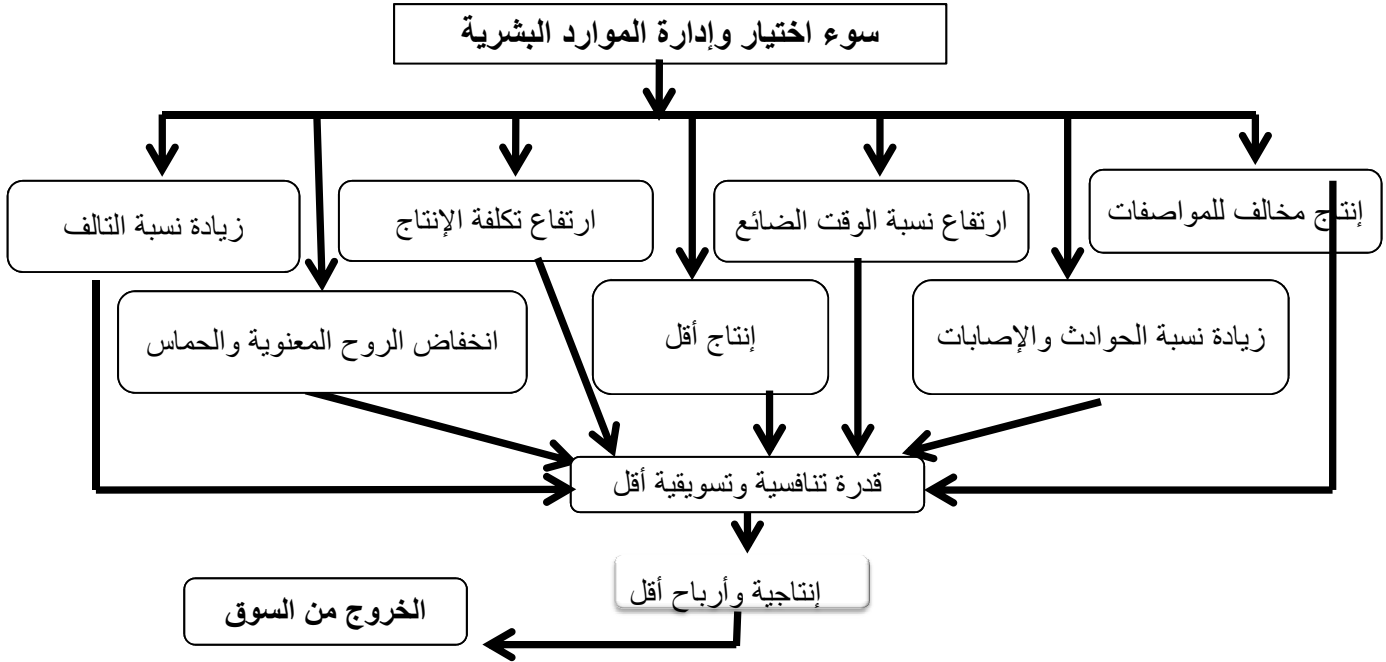 سوء اختيار وإدارة الموارد البشرية
إنتاج مخالف للمواصفات
ارتفاع نسبة الوقت الضائع
ارتفاع تكلفة الإنتاج
زيادة نسبة التالف
زيادة نسبة الحوادث والإصابات
إنتاج أقل
انخفاض الروح المعنوية والحماس
قدرة تنافسية وتسويقية أقل
إنتاجية وأرباح أقل
الخروج من السوق